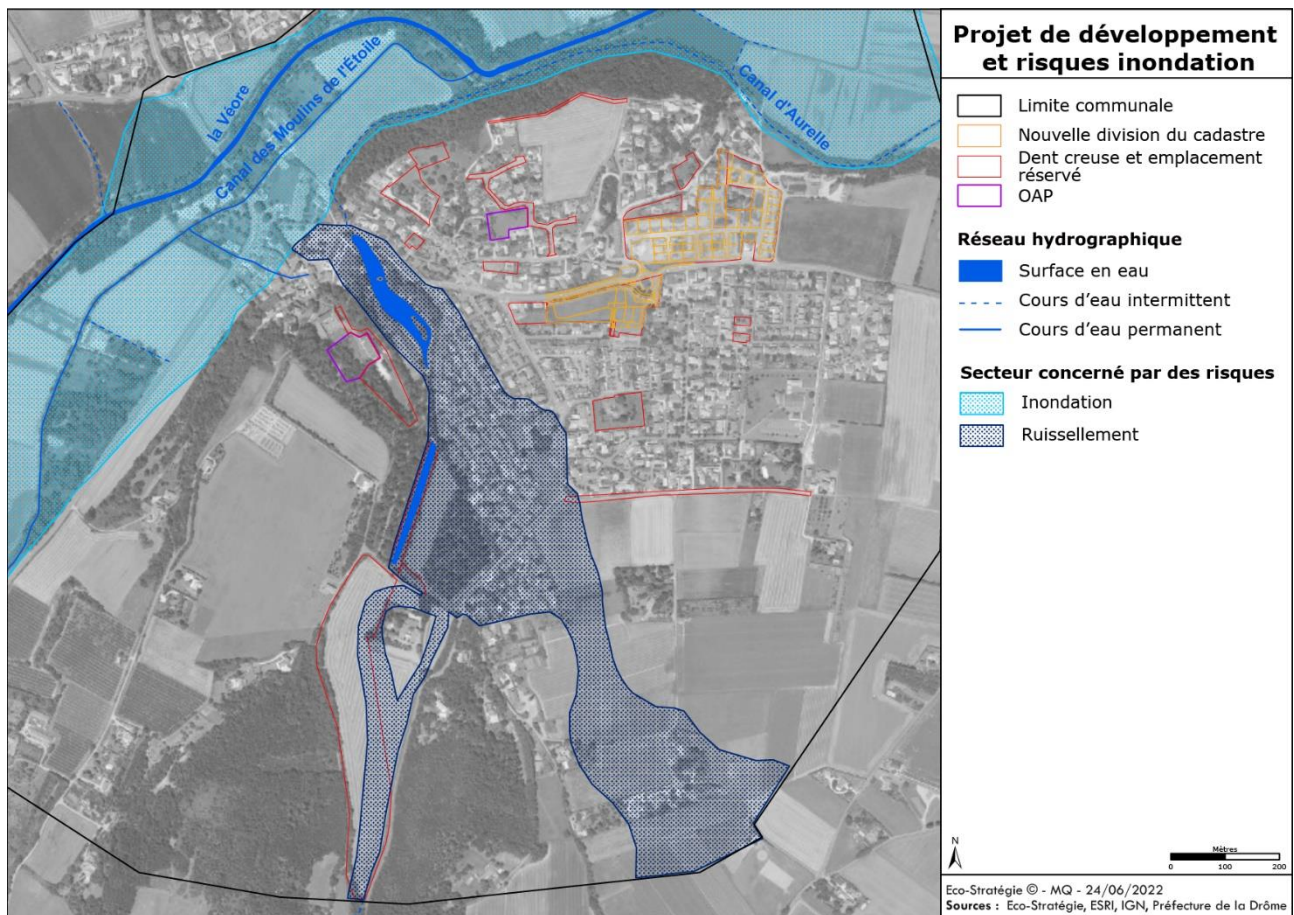 Projet de développement
et risques inondation
Limite communale
Nouvelle division du cadastre
Dent creuse et emplacement
réservé
OAP
Réseau hydrographique
Surface en eau
Cours d'eau intermittent
Cours d'eau permanent
Secteur concerné par des risques
Inondation
Ruissellement
la Véore
Canal des Moulins de l'Étoile
Canal d'Aurelle
N
Mètres
0 100 200
Eco-Stratégie © - MQ - 24/06/2022
Sources : Eco-Stratégie, ESRI, IGN, Préfecture de la Drôme